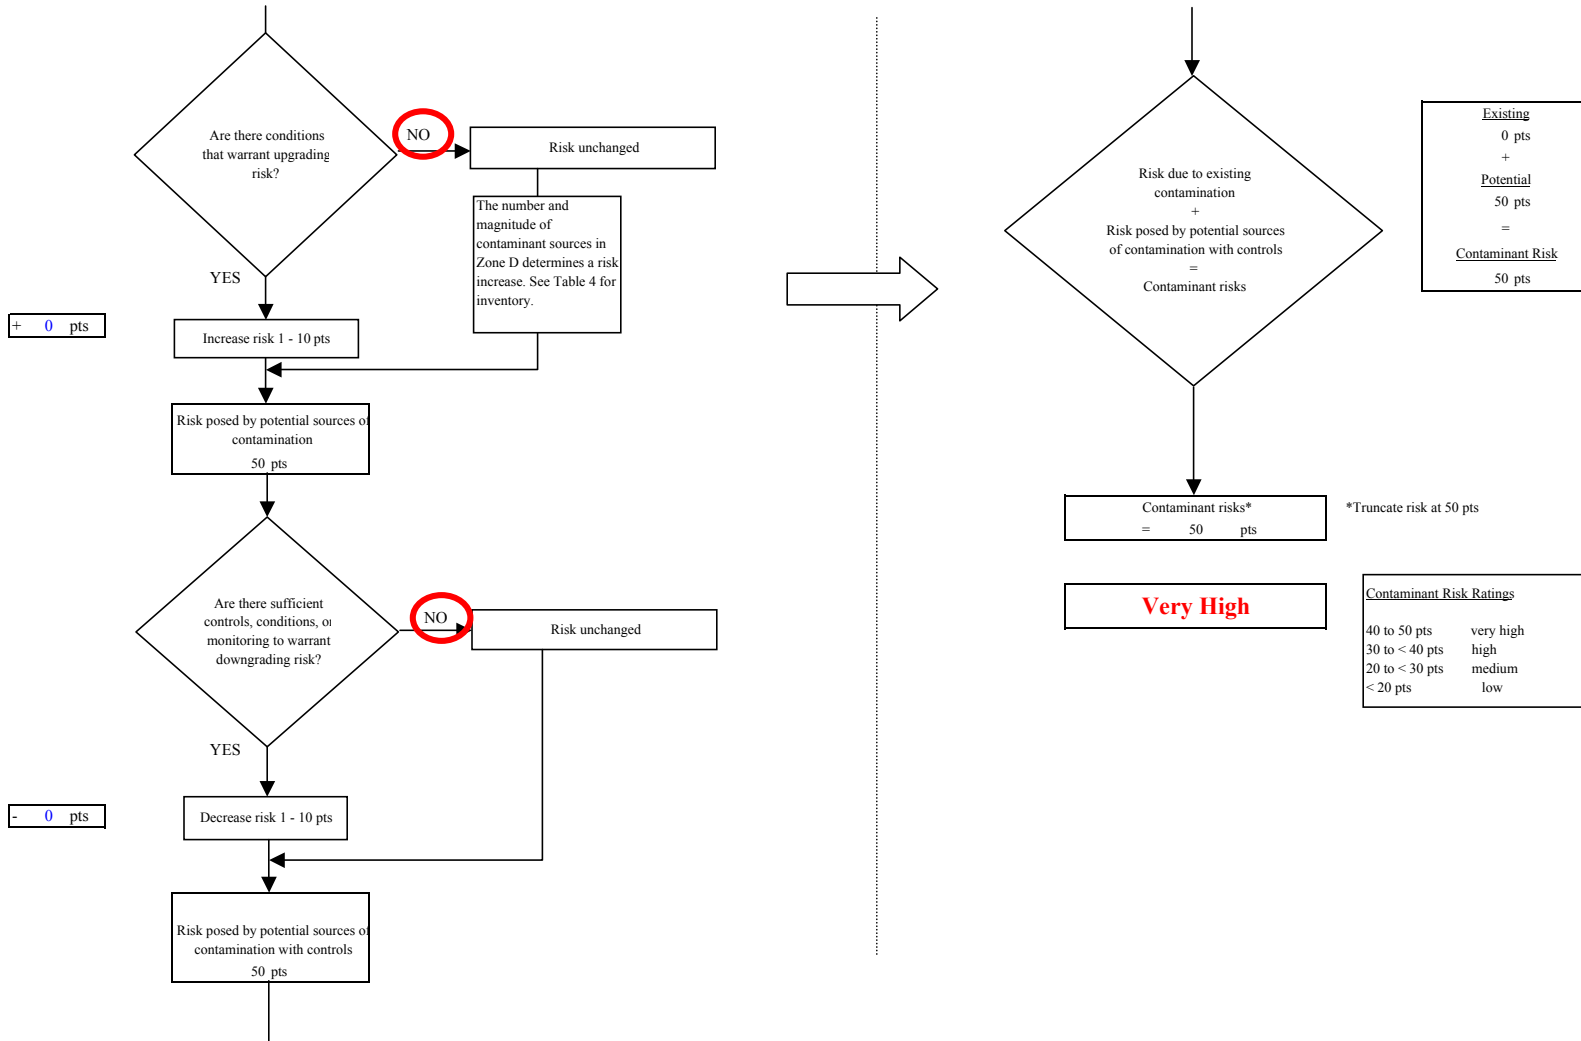 Are there conditions
that warrant upgrading
risk?
NO
Risk unchanged
The number and
magnitude of
contaminant sources in
Zone D determines a risk
increase. See Table 4 for
inventory.
YES
+ 0 pts
Increase risk 1 - 10 pts
Risk posed by potential sources of
contamination
50 pts
Are there sufficient
controls, conditions, or
monitoring to warrant
downgrading risk?
NO
Risk unchanged
YES
- 0 pts
Decrease risk 1 - 10 pts
Risk posed by potential sources of
contamination with controls
50 pts
Risk due to existing
contamination
+
Risk posed by potential sources
of contamination with controls
=
Contaminant risks
Existing
0 pts
+
Potential
50 pts
=
Contaminant Risk
50 pts
Contaminant risks*
= 50 pts
*Truncate risk at 50 pts
Very High
Contaminant Risk Ratings
40 to 50 pts very high
30 to < 40 pts high
20 to < 30 pts medium
< 20 pts low